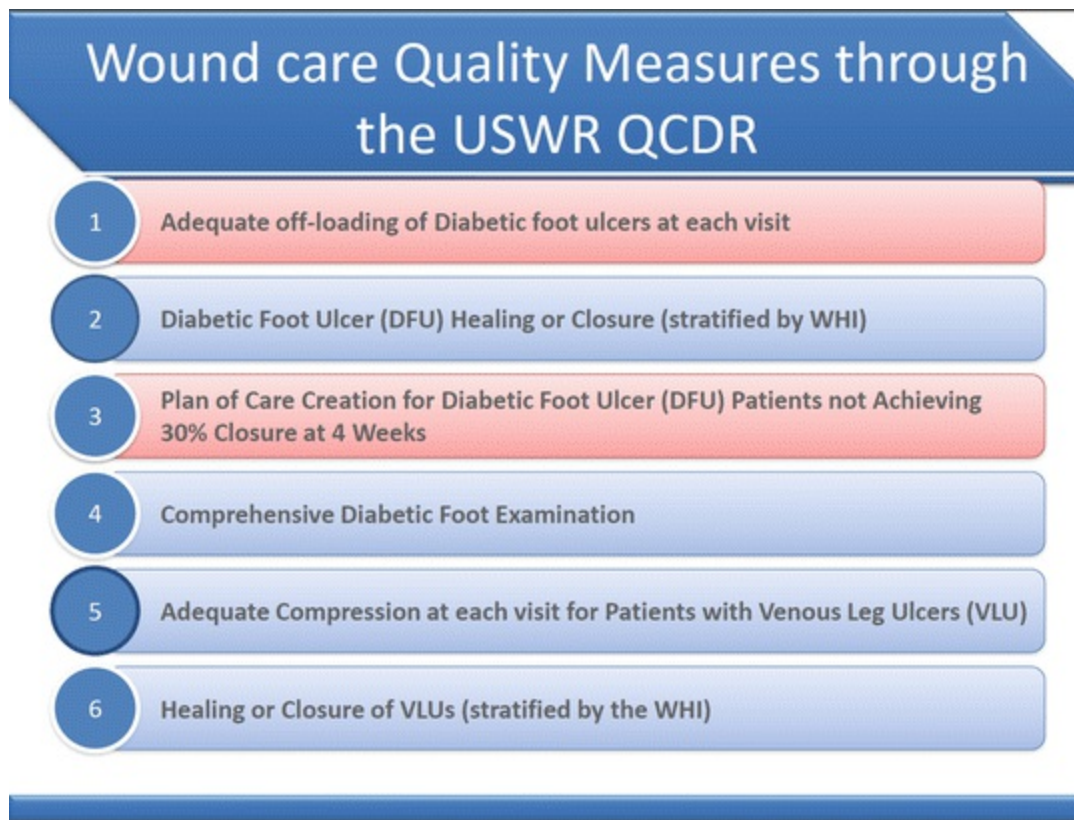 Wound care Quality Measures through
the USWR QCDR
1
Adequate off-loading of Diabetic foot ulcers at each visit
2
Diabetic Foot Ulcer (DFU) Healing or Closure (stratified by WHI)
3
Plan of Care Creation for Diabetic Foot Ulcer (DFU) Patients not Achieving
30% Closure at 4 Weeks
4
Comprehensive Diabetic Foot Examination
5
Adequate Compression at each visit for Patients with Venous Leg Ulcers (VLU)
6
Healing or Closure of VLUs (stratified by the WHI)